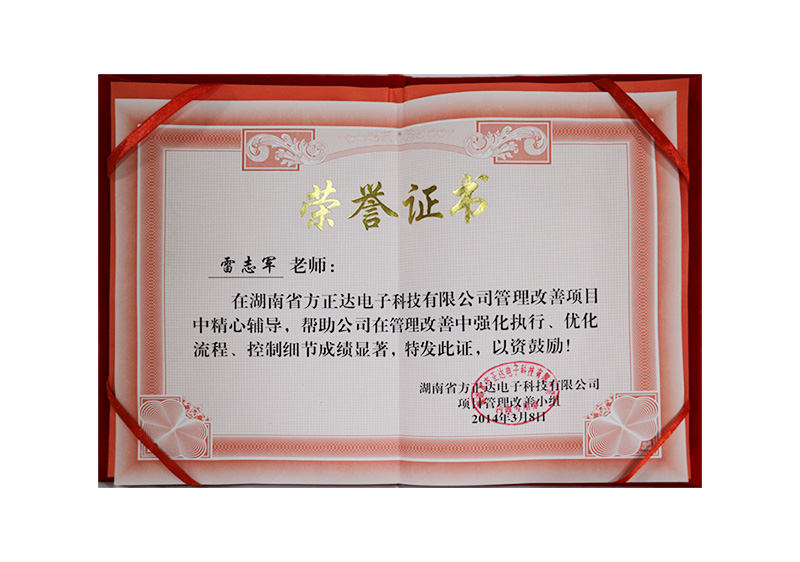 荣誉证书
雷志军 老师：
在湖南省方正达电子科技有限公司管理改善项目
中精心辅导，帮助公司在管理改善中强化执行、优化
流程、控制细节成绩显著，特发此证，以资鼓励！
湖南省方正达电子科技有限公司
项目管理改善小组
2014年3月8日